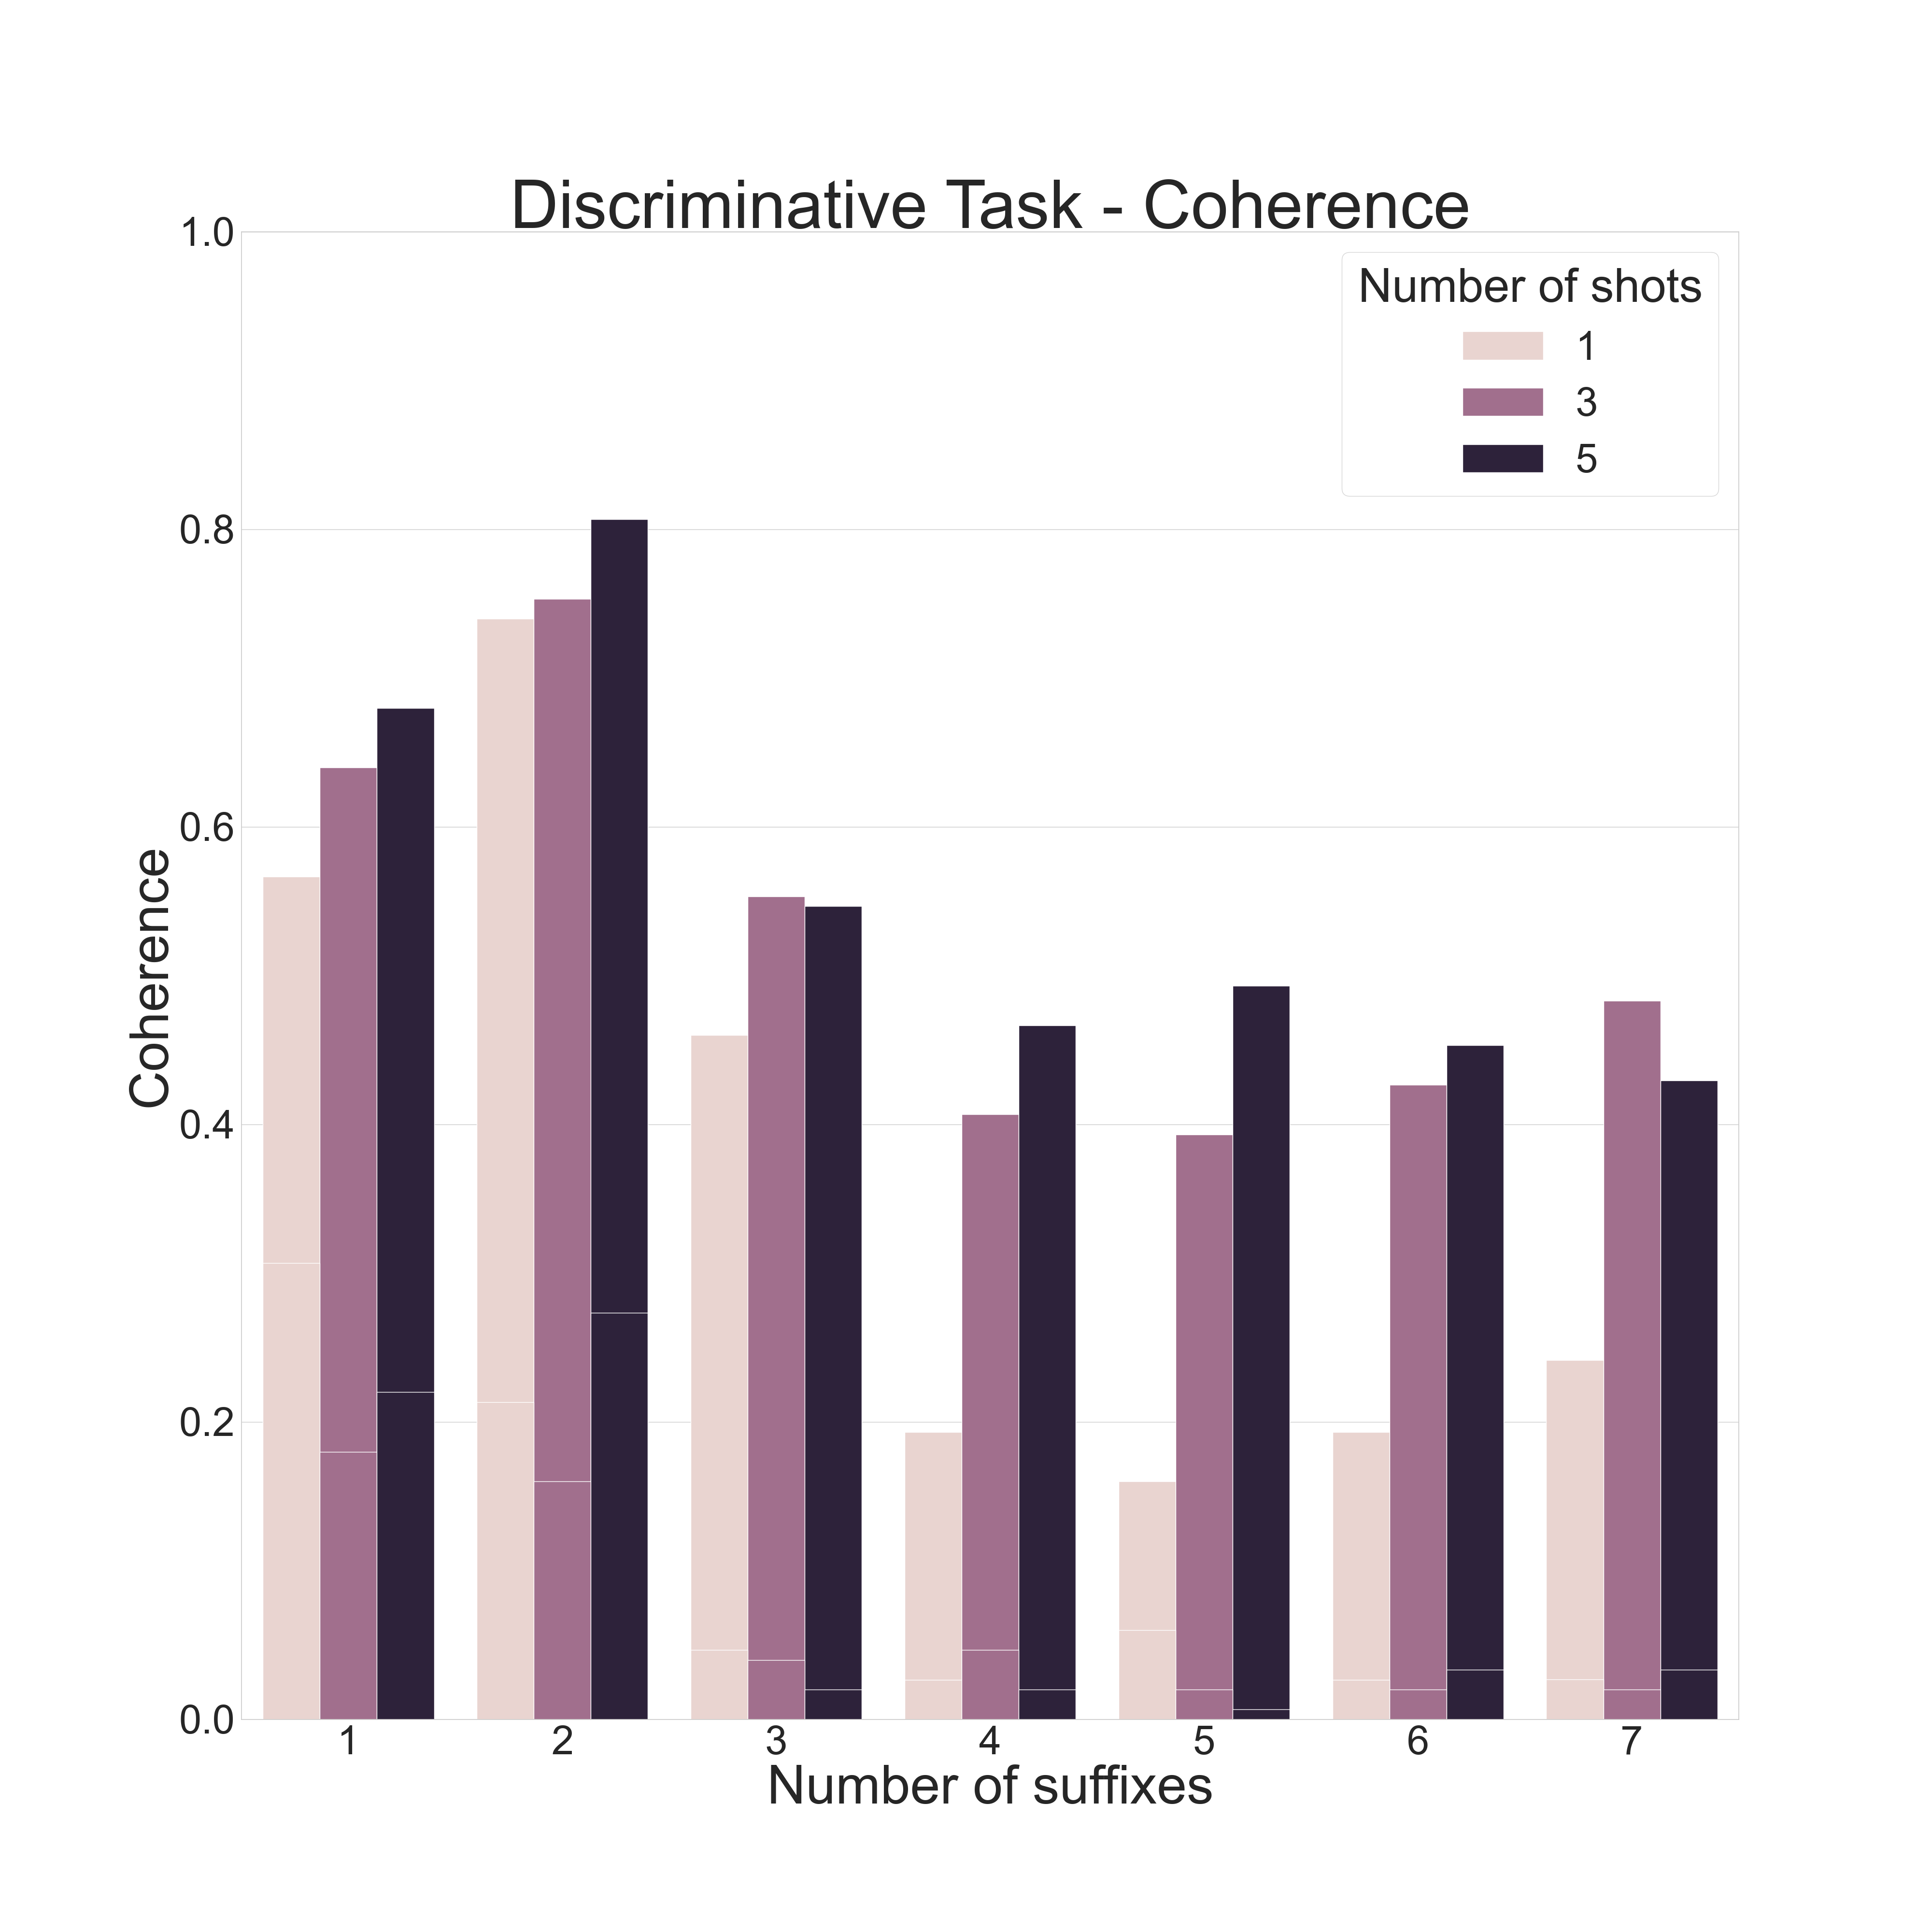 Discriminative Task - Coherence
1.0
Number of shots
1
3
5
0.8
0.6
0.4
0.2
0.0
Coherence
1 2 3 4 5 6 7
Number of suffixes